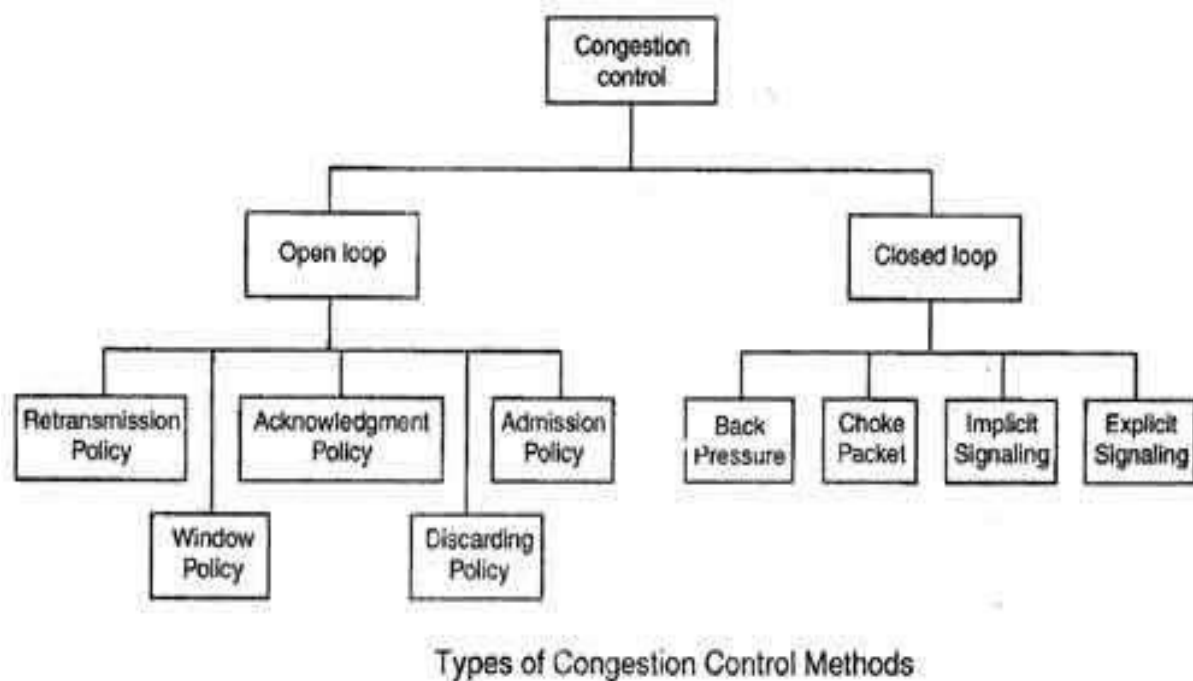 Congestion
control
Open loop
Closed loop
Retransmission
Policy
Acknowledgment
Policy
Admission
Policy
Back
Pressure
Choke
Packet
Implicit
Signaling
Explicit
Signaling
Window
Policy
Discarding
Policy
Types of Congestion Control Methods